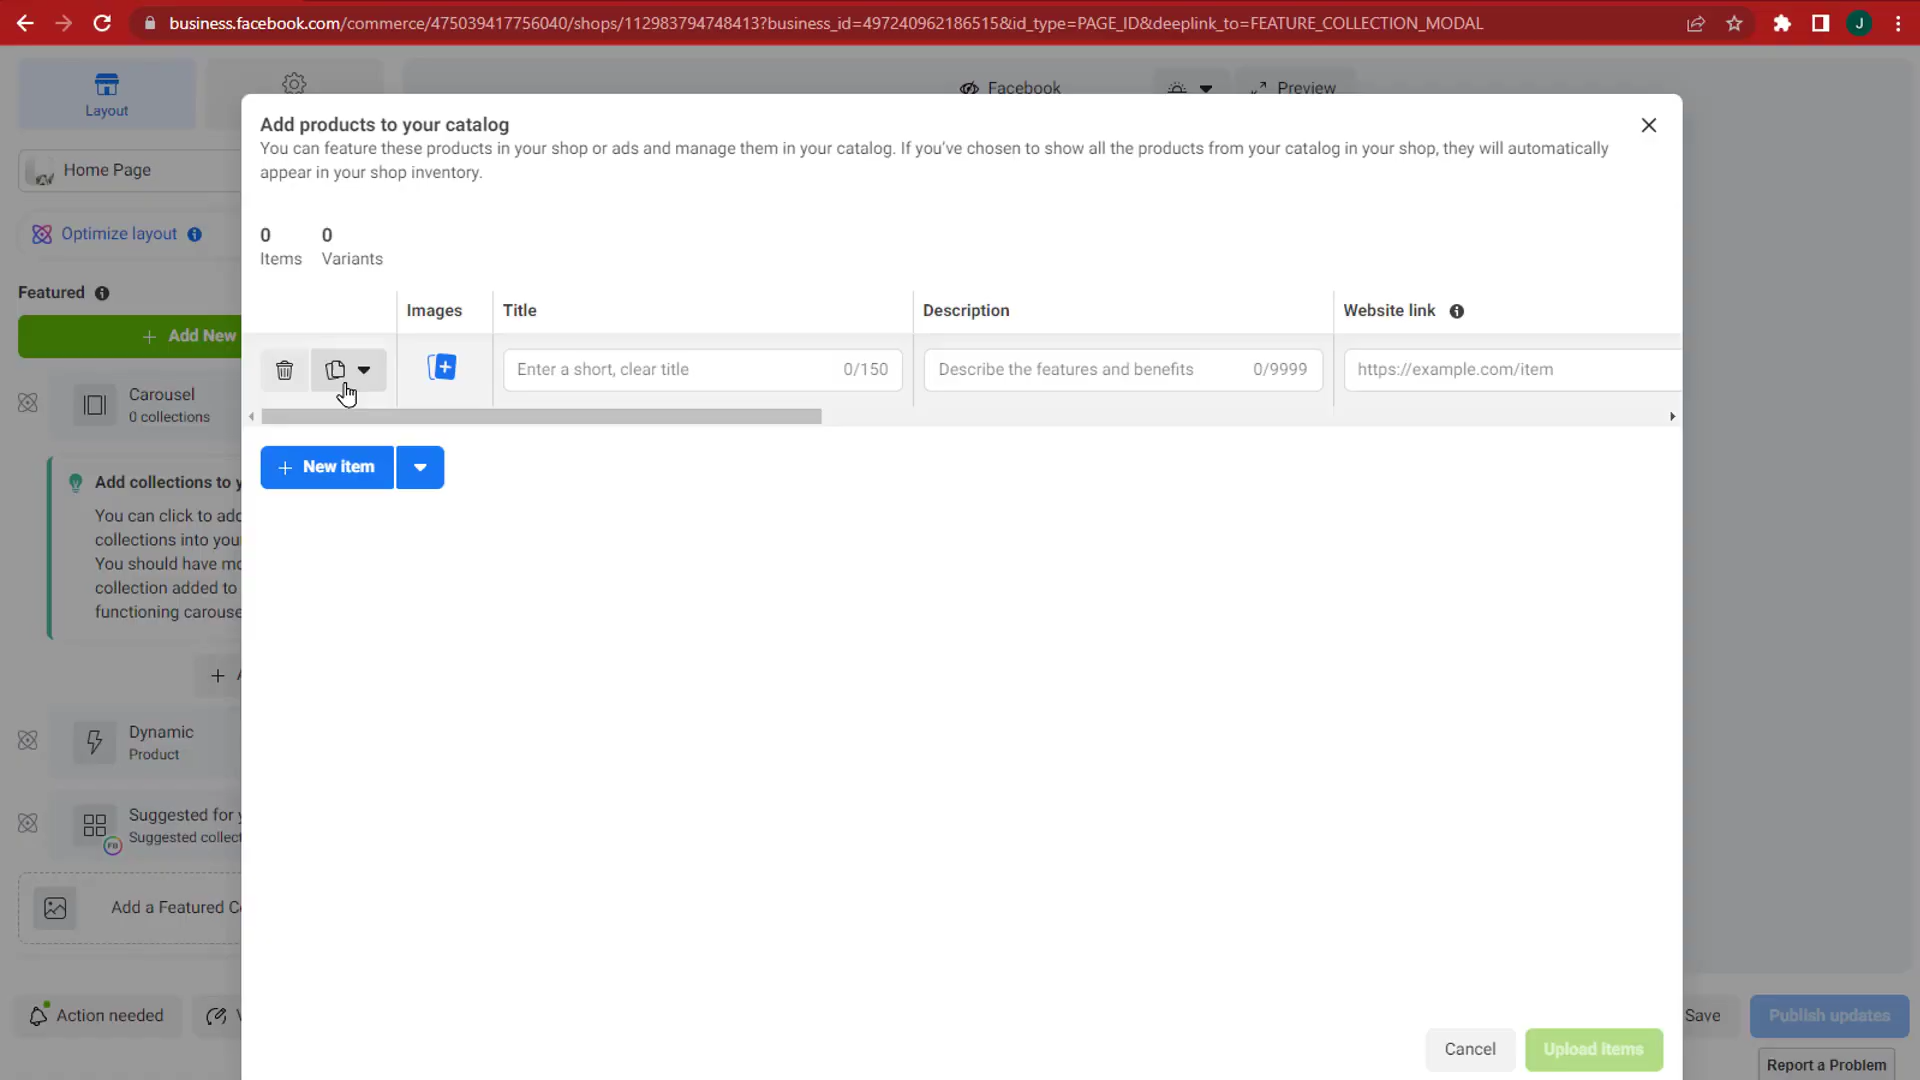 business.facebook.com/commerce/475039417756040/shops/112983794748413?business_id=497240962186515&id_type=PAGE_ID&deeplink_to=FEATURE_COLLECTION_MODAL
J
Layout
Facebook
Preview
Add products to your catalog
You can feature these products in your shop or ads and manage them in your catalog. If you've chosen to show all the products from your catalog in your shop, they will automatically
appear in your shop inventory.
Home Page
Optimize layout
0 0
Items Variants
Featured
Images Title Description Website link
+ Add New
Enter a short, clear title 0/150 Describe the features and benefits 0/9999 https://example.com/item
Carousel
0 collections
+ New item
Add collections to y
You can click to add
collections into you
You should have mo
collection added to
functioning carouse
+ A
Dynamic
Product
Suggested for y
Suggested collect
FB
Add a Featured Co
Action needed
V
Save
Publish updates
Cancel
Upload items
Report a Problem